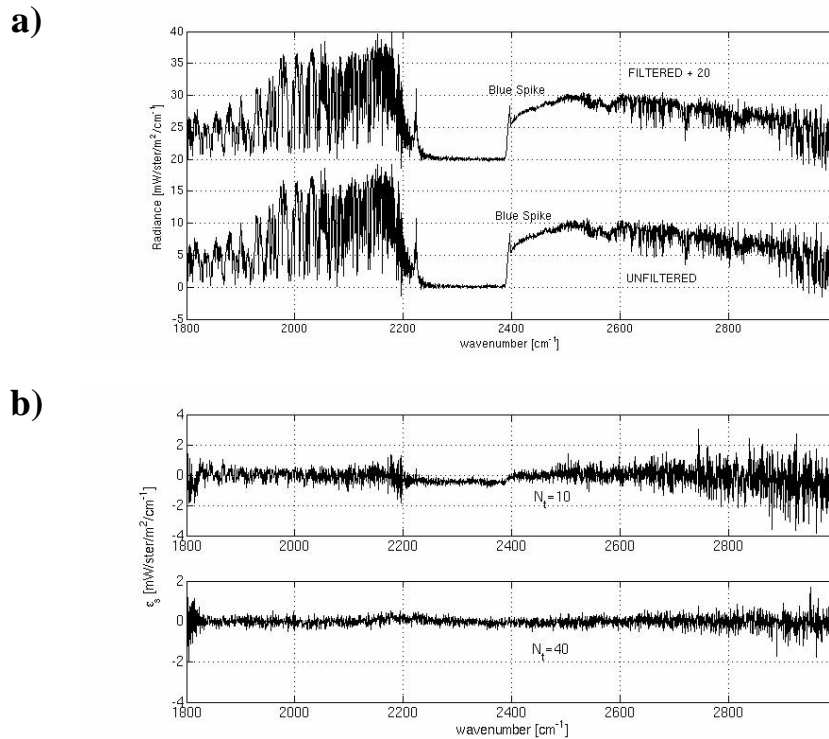 a)
40
35
30
25
20
15
10
5
0
-5
Radiance [mW/ster/m²/cm⁻¹]
Blue Spike
FILTERED + 20
Blue Spike
UNFILTERED
1800 2000 2200 2400 2600 2800
wavenumber [cm⁻¹]
b)
4
2
0
-2
-4
N_t=10
1800 2000 2200 2400 2600 2800
ε_s [mW/ster/m²/cm⁻¹]
2
0
-2
-4
N_t=40
1800 2000 2200 2400 2600 2800
wavenumber [cm⁻¹]